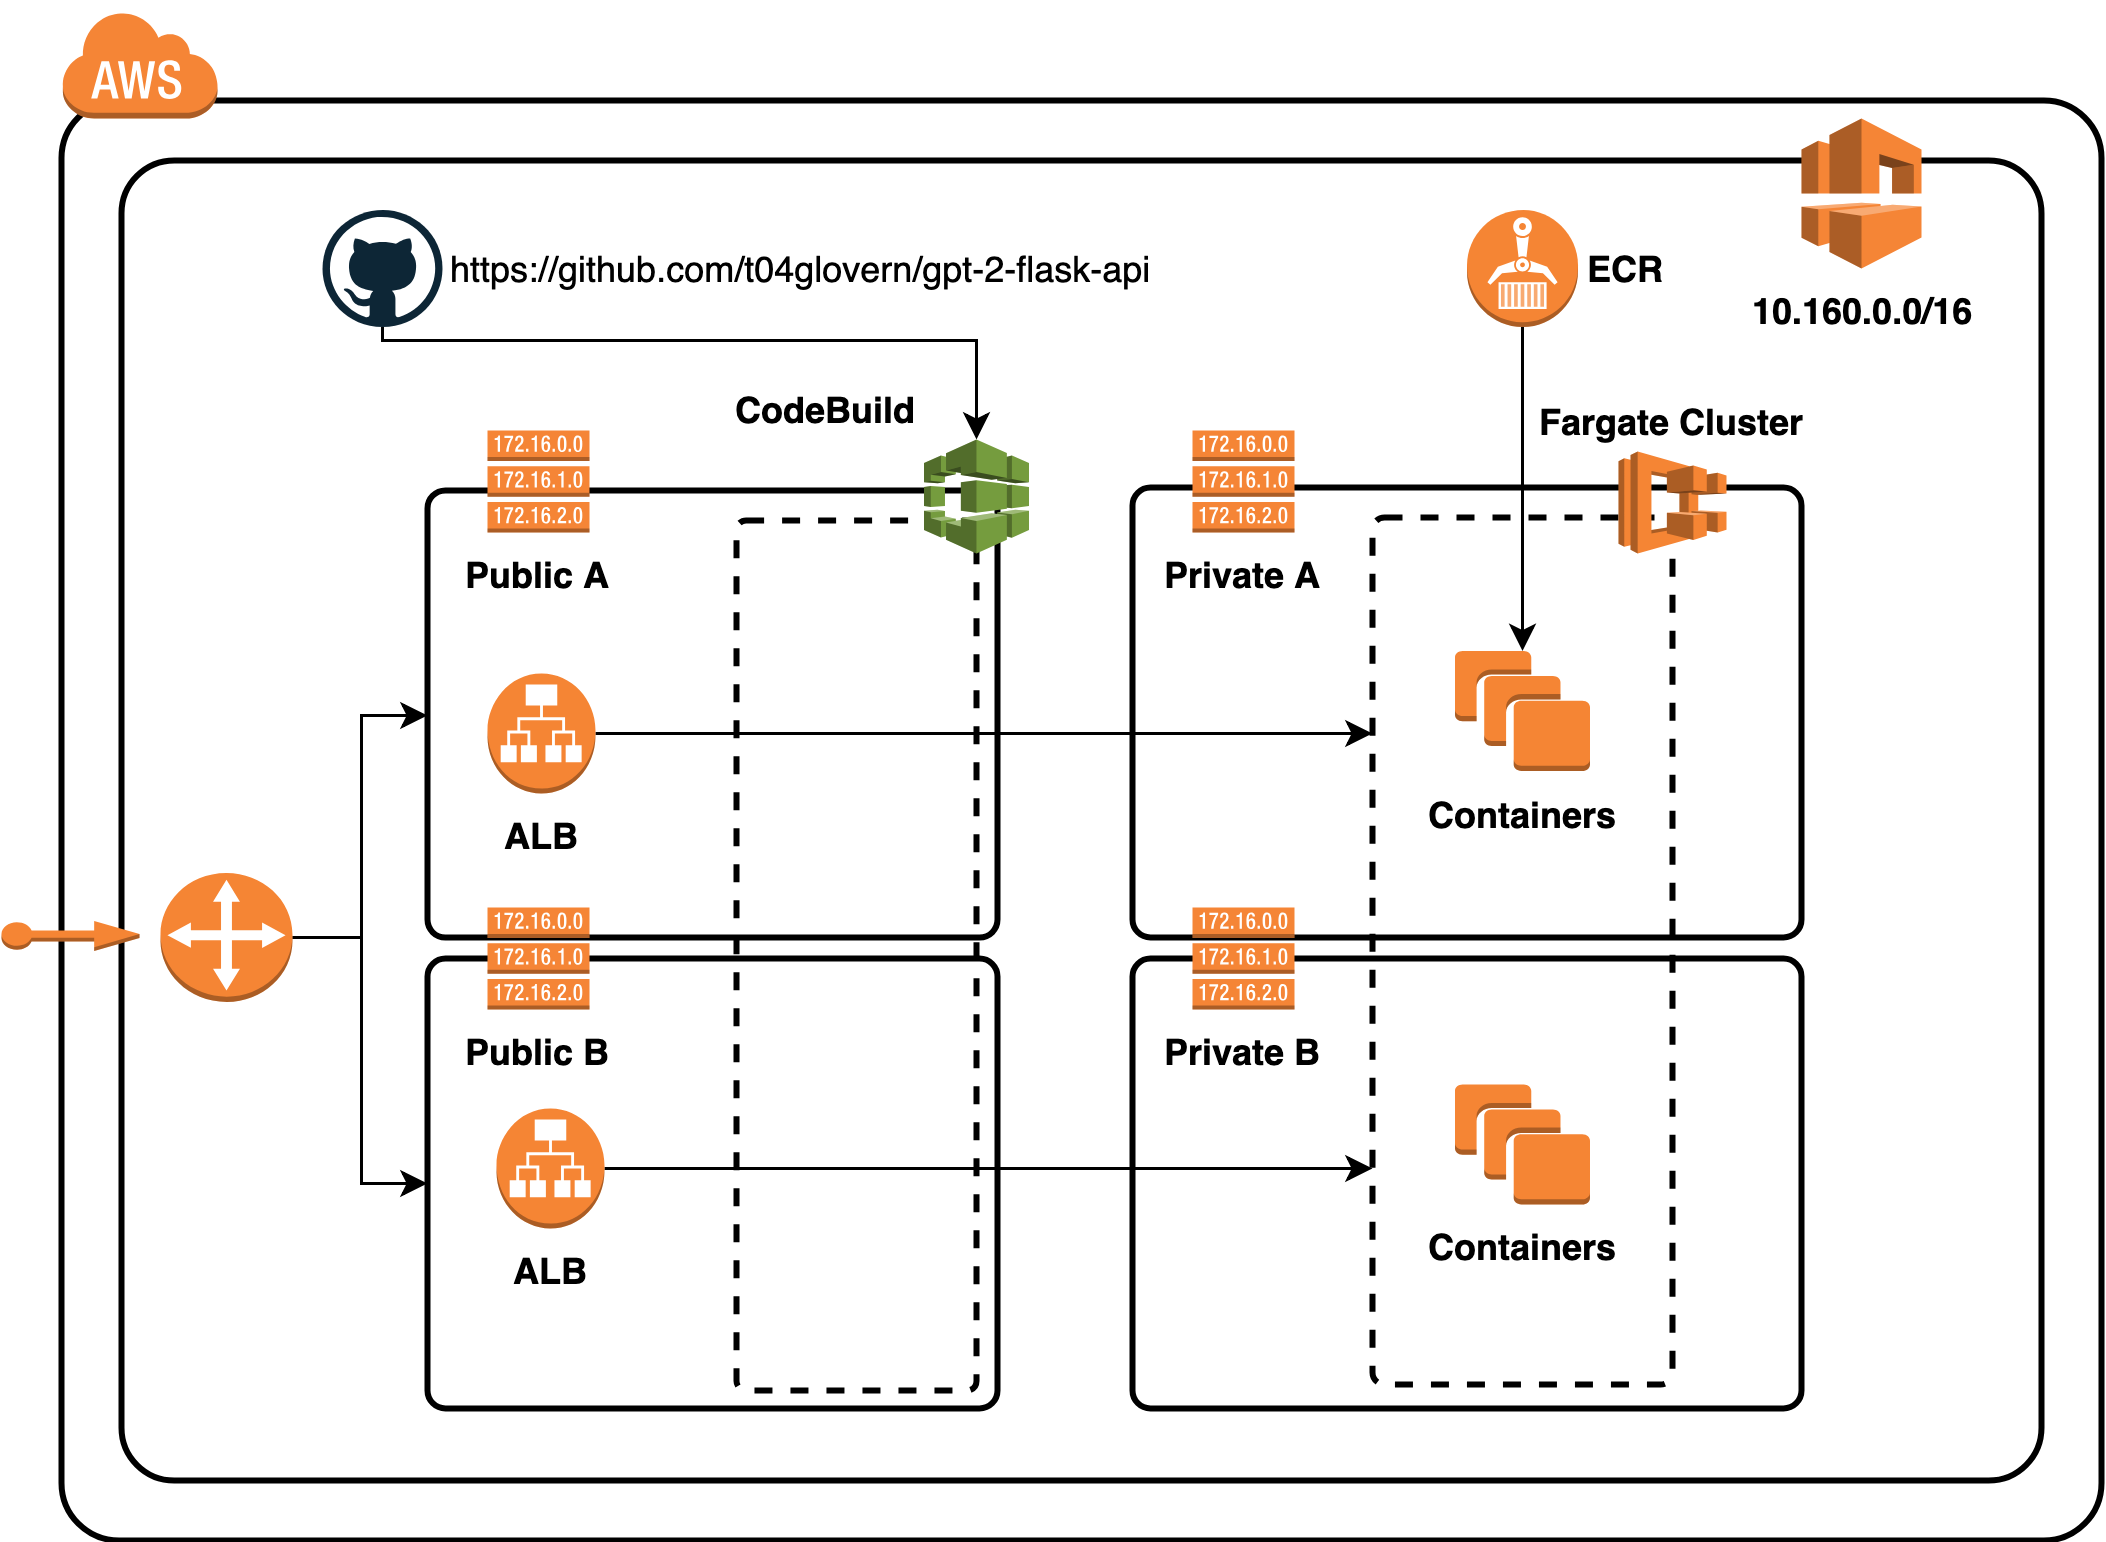 AWS
https://github.com/t04glovern/gpt-2-flask-api
ECR
10.160.0.0/16
CodeBuild
Fargate Cluster
172.16.0.0
172.16.1.0
172.16.2.0
Public A
172.16.0.0
172.16.1.0
172.16.2.0
Private A
ALB
Containers
172.16.0.0
172.16.1.0
172.16.2.0
Public B
172.16.0.0
172.16.1.0
172.16.2.0
Private B
ALB
Containers